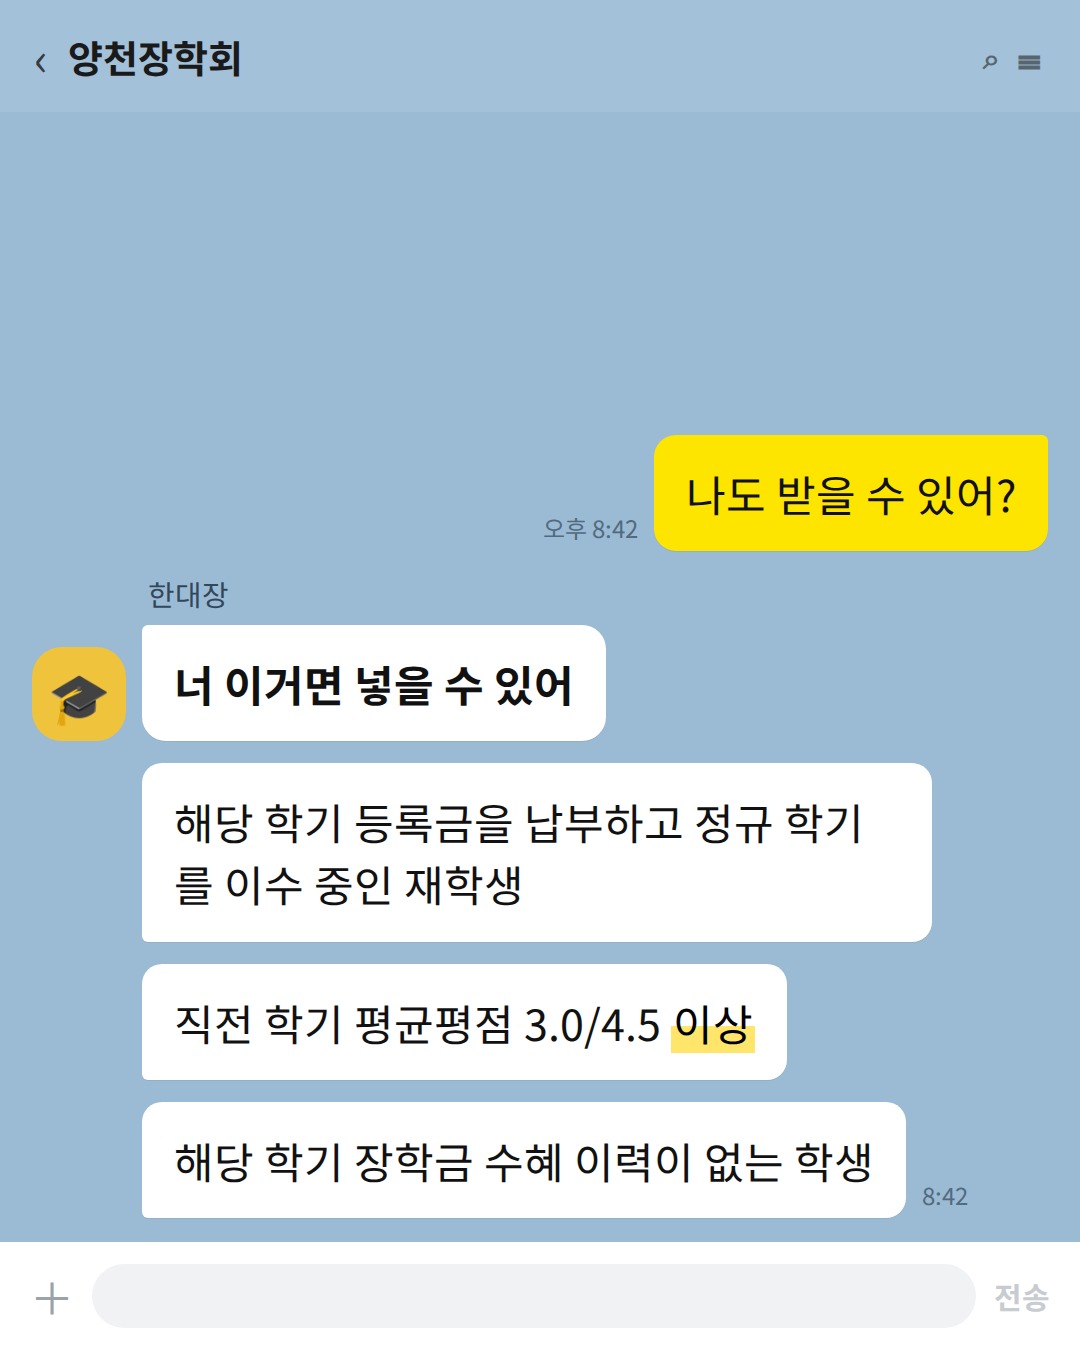 양천장학회
나도 받을 수 있어?
오후 8:42
한대장
너 이거면 넣을 수 있어
해당 학기 등록금을 납부하고 정규 학기
를 이수 중인 재학생
직전 학기 평균평점 3.0/4.5 이상
해당 학기 장학금 수혜 이력이 없는 학생
8:42
전송